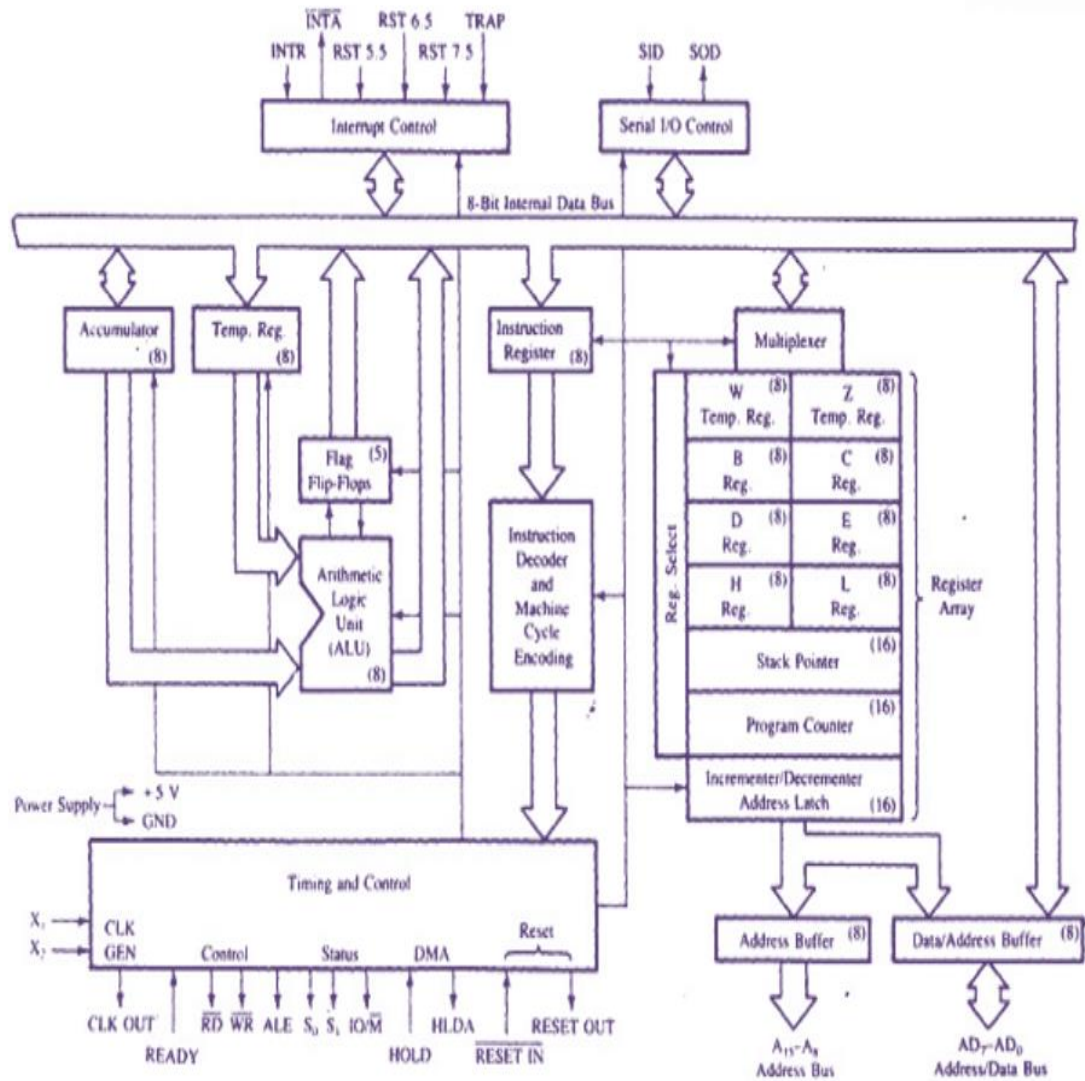 INTA RST 6 5 TRAP
INTR RST 5.5 RST 7 5
SID SOD
Interrupt Control
Serial I/O Control
8-Bit Internal Data Bus
Accumulator
(8)
Temp. Reg.
(8)
Instruction
Register (8)
Multiplexer
Flag (5)
Flip-Flops
Arithmetic
Logic
Unit
(ALU)
(8)
Instruction
Decoder
and
Machine
Cycle
Encoding
Reg. Select
W (8)
Temp. Reg.
Z (8)
Temp. Reg.
B (8)
Reg.
C (8)
Reg.
D (8)
Reg.
E (8)
Reg.
H (8)
Reg.
L (8)
Reg.
(16)
Stack Pointer
(16)
Program Counter
Incrementer/Decrementer
Address Latch (16)
Register
Array
Power Supply
+5 V
GND
Timing and Control
X₁
X₂
CLK
GEN
Control Status DMA Reset
CLK OUT
READY
RD WR ALE S₀ S₁ IO/M
HOLD
HLDA
RESET IN
RESET OUT
Address Buffer (8)
Data/Address Buffer (8)
A₁₅–A₈
Address Bus
AD₇–AD₀
Address/Data Bus